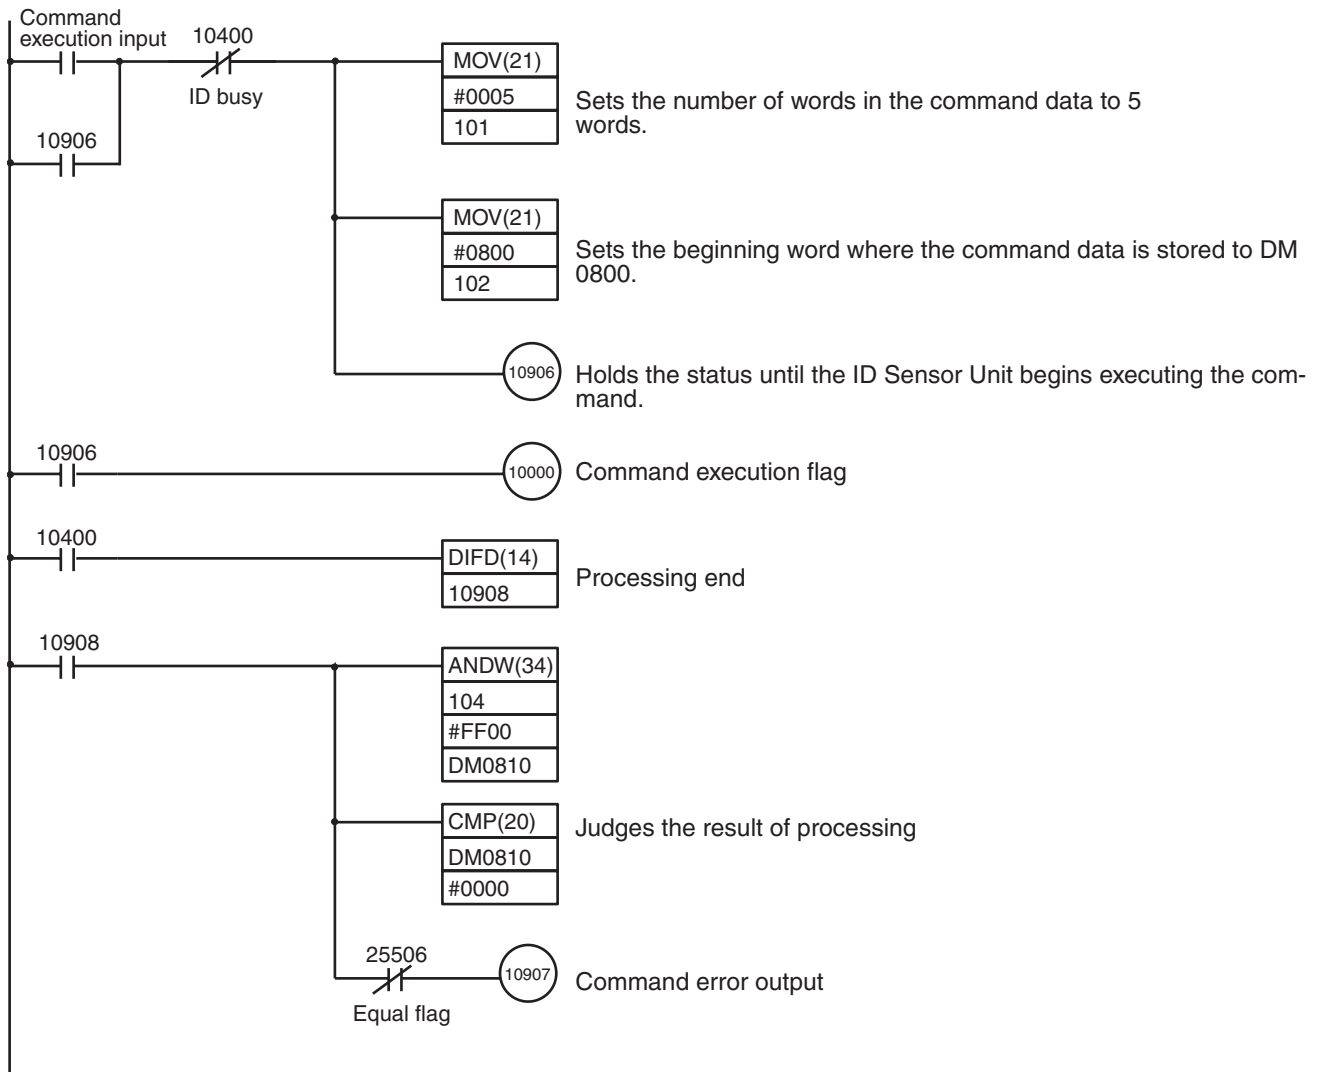 Command
execution input
10400
ID busy
MOV(21)
#0005
101
Sets the number of words in the command data to 5
words.
10906
MOV(21)
#0800
102
Sets the beginning word where the command data is stored to DM
0800.
10906
Holds the status until the ID Sensor Unit begins executing the com-
mand.
10906
10000
Command execution flag
10400
DIFD(14)
10908
Processing end
10908
ANDW(34)
104
#FF00
DM0810
CMP(20)
DM0810
#0000
Judges the result of processing
25506
Equal flag
10907
Command error output